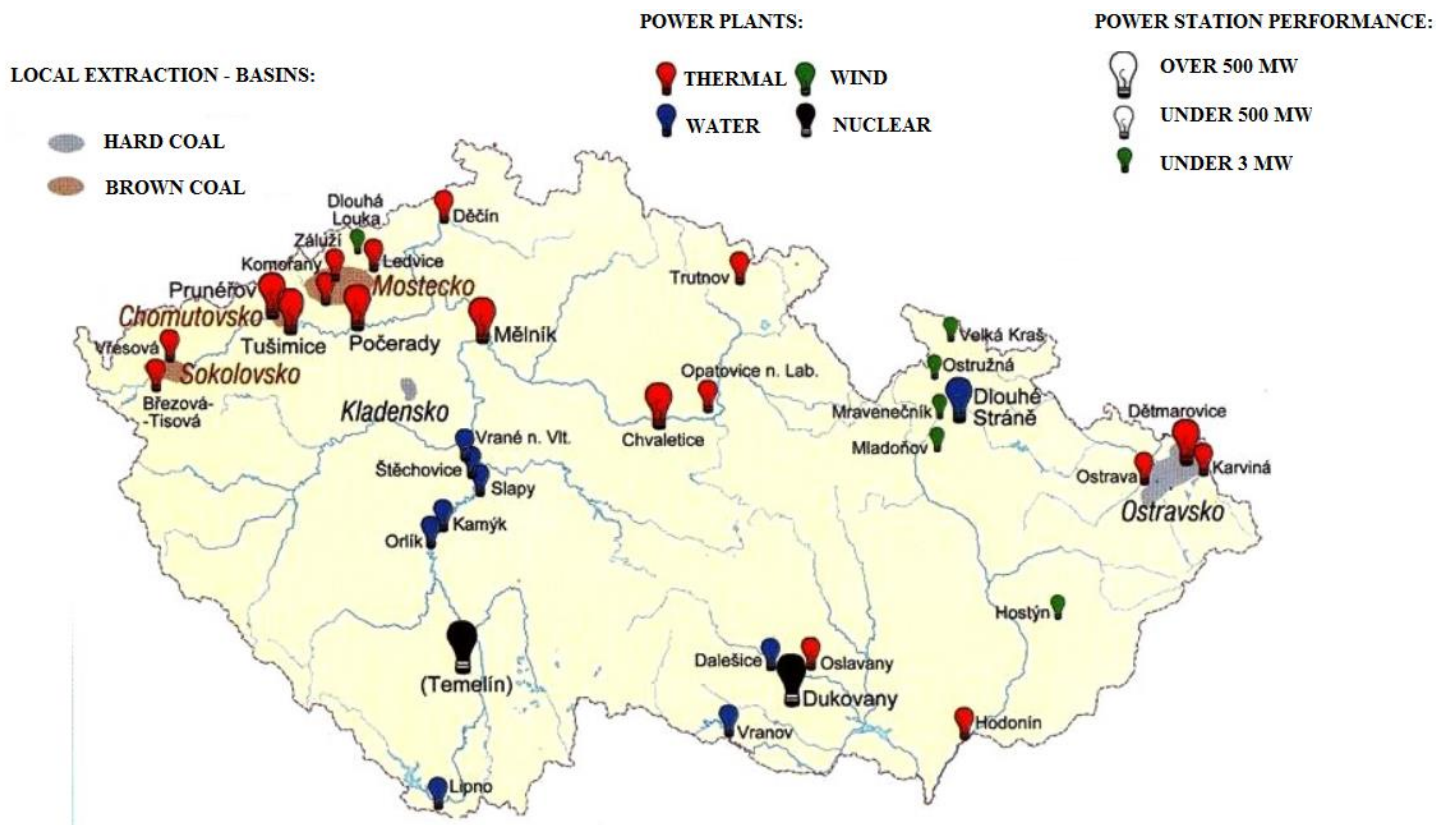 POWER PLANTS:
POWER STATION PERFORMANCE:
LOCAL EXTRACTION - BASINS:
THERMAL
WIND
OVER 500 MW
WATER
NUCLEAR
UNDER 500 MW
HARD COAL
UNDER 3 MW
BROWN COAL
Dlouhá
Louka
Děčín
Záluží
Komořany
Ledvice
Trutnov
Prunéřov
Mostecko
Chomutovsko
Tušimice
Počerady
Mělník
Velká Kraš
Vřesová
Sokolovsko
Ostružná
Opatovice n. Lab.
Březová-
-Tisová
Kladensko
Chvaletice
Mravenečník
Dlouhé
Stráně
Dětmarovice
Vrané n. Vlt.
Mladoňov
Štěchovice
Slapy
Ostrava
Karviná
Ostravsko
Kamýk
Orlík
Hostýn
(Temelín)
Dalešice
Oslavany
Dukovany
Vranov
Hodonín
Lipno